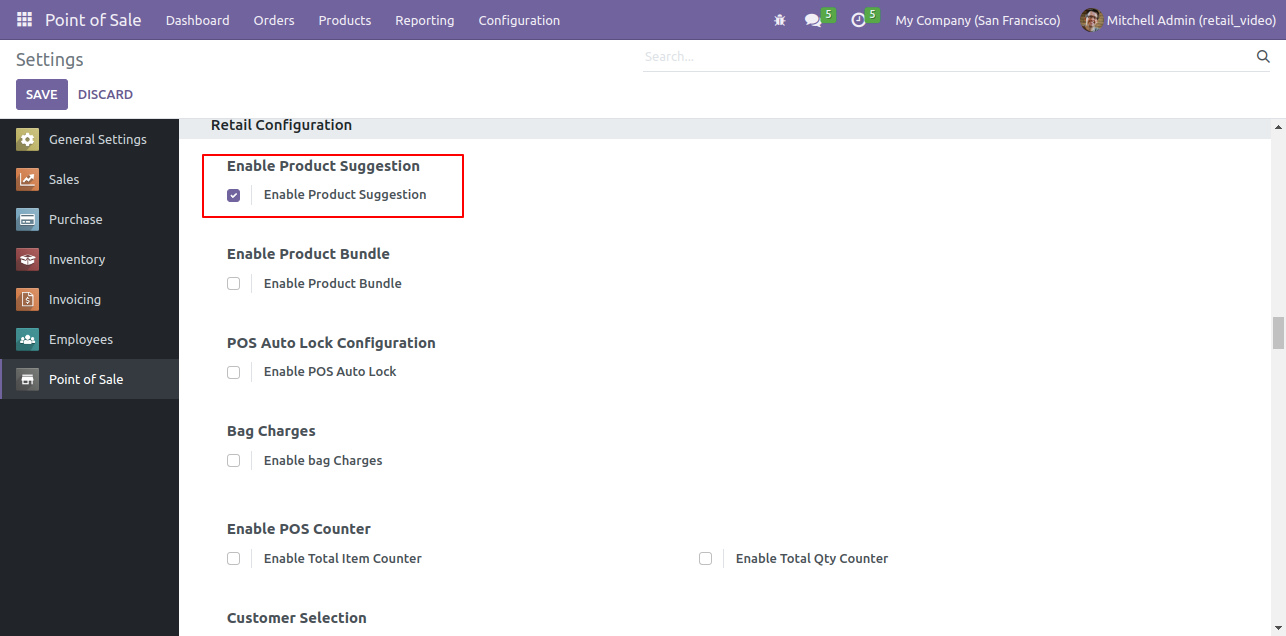 Point of Sale Dashboard Orders Products Reporting Configuration 5 5 My Company (San Francisco) Mitchell Admin (retail_video)
Settings
Search...
SAVE DISCARD
General Settings
Sales
Purchase
Inventory
Invoicing
Employees
Point of Sale
Retail Configuration
Enable Product Suggestion
Enable Product Suggestion
Enable Product Bundle
Enable Product Bundle
POS Auto Lock Configuration
Enable POS Auto Lock
Bag Charges
Enable bag Charges
Enable POS Counter
Enable Total Item Counter Enable Total Qty Counter
Customer Selection